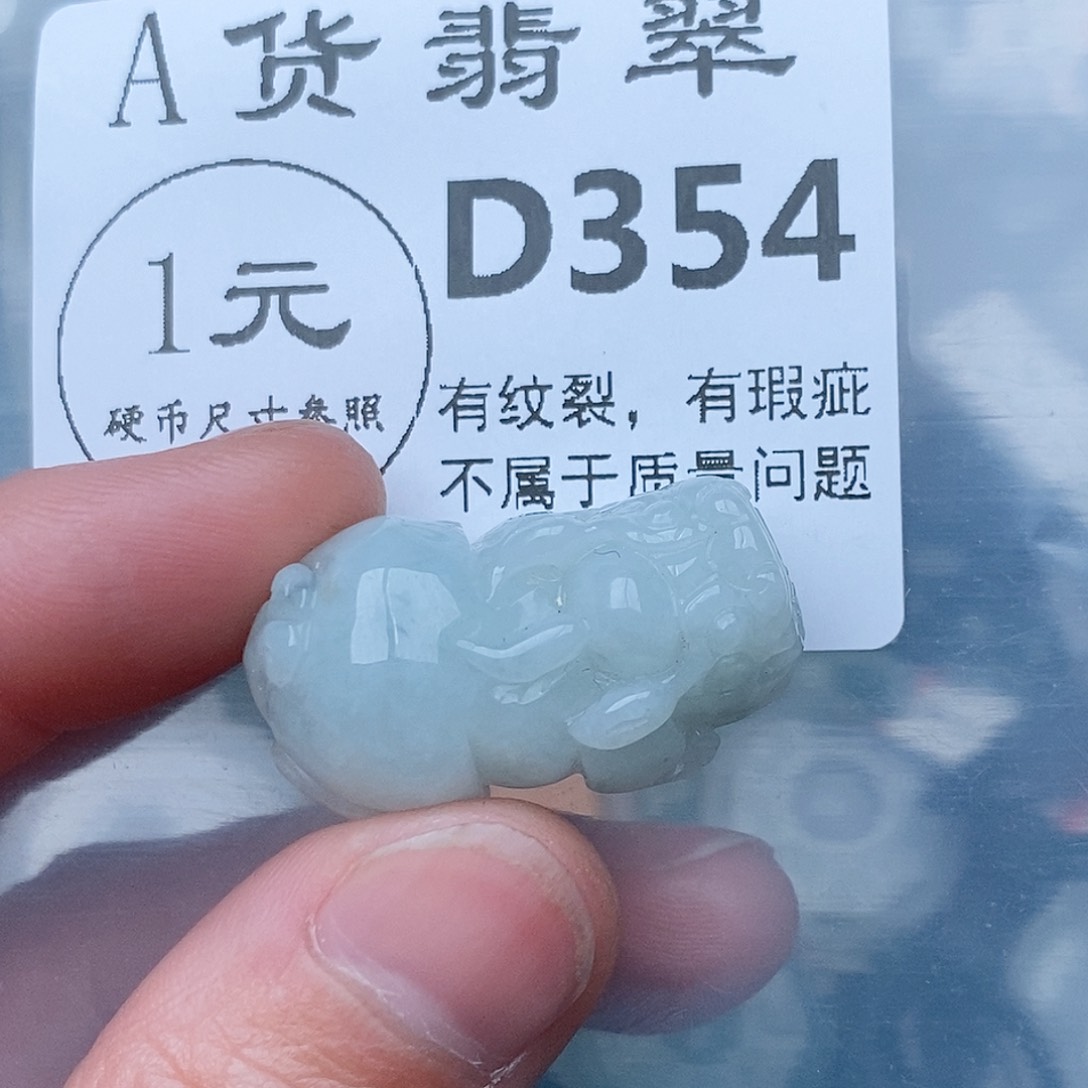 A货翡翠
D354
1元
硬币尺寸参照
有纹裂，有瑕疵
不属于质量问题